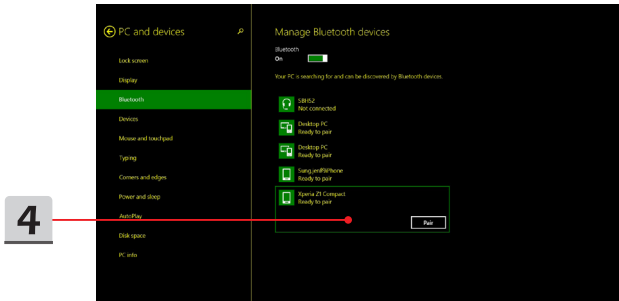 PC and devices
Lock screen
Display
Bluetooth
Devices
Mouse and touchpad
Typing
Corners and edges
Power and sleep
AutoPlay
Disk space
PC info
Manage Bluetooth devices
Bluetooth
On
Your PC is searching for and can be discovered by Bluetooth devices.
SBH52
Not connected
Desktop PC
Ready to pair
Desktop PC
Ready to pair
Ready to pair
Xperia Z1 Compact
Ready to pair
Pair
4